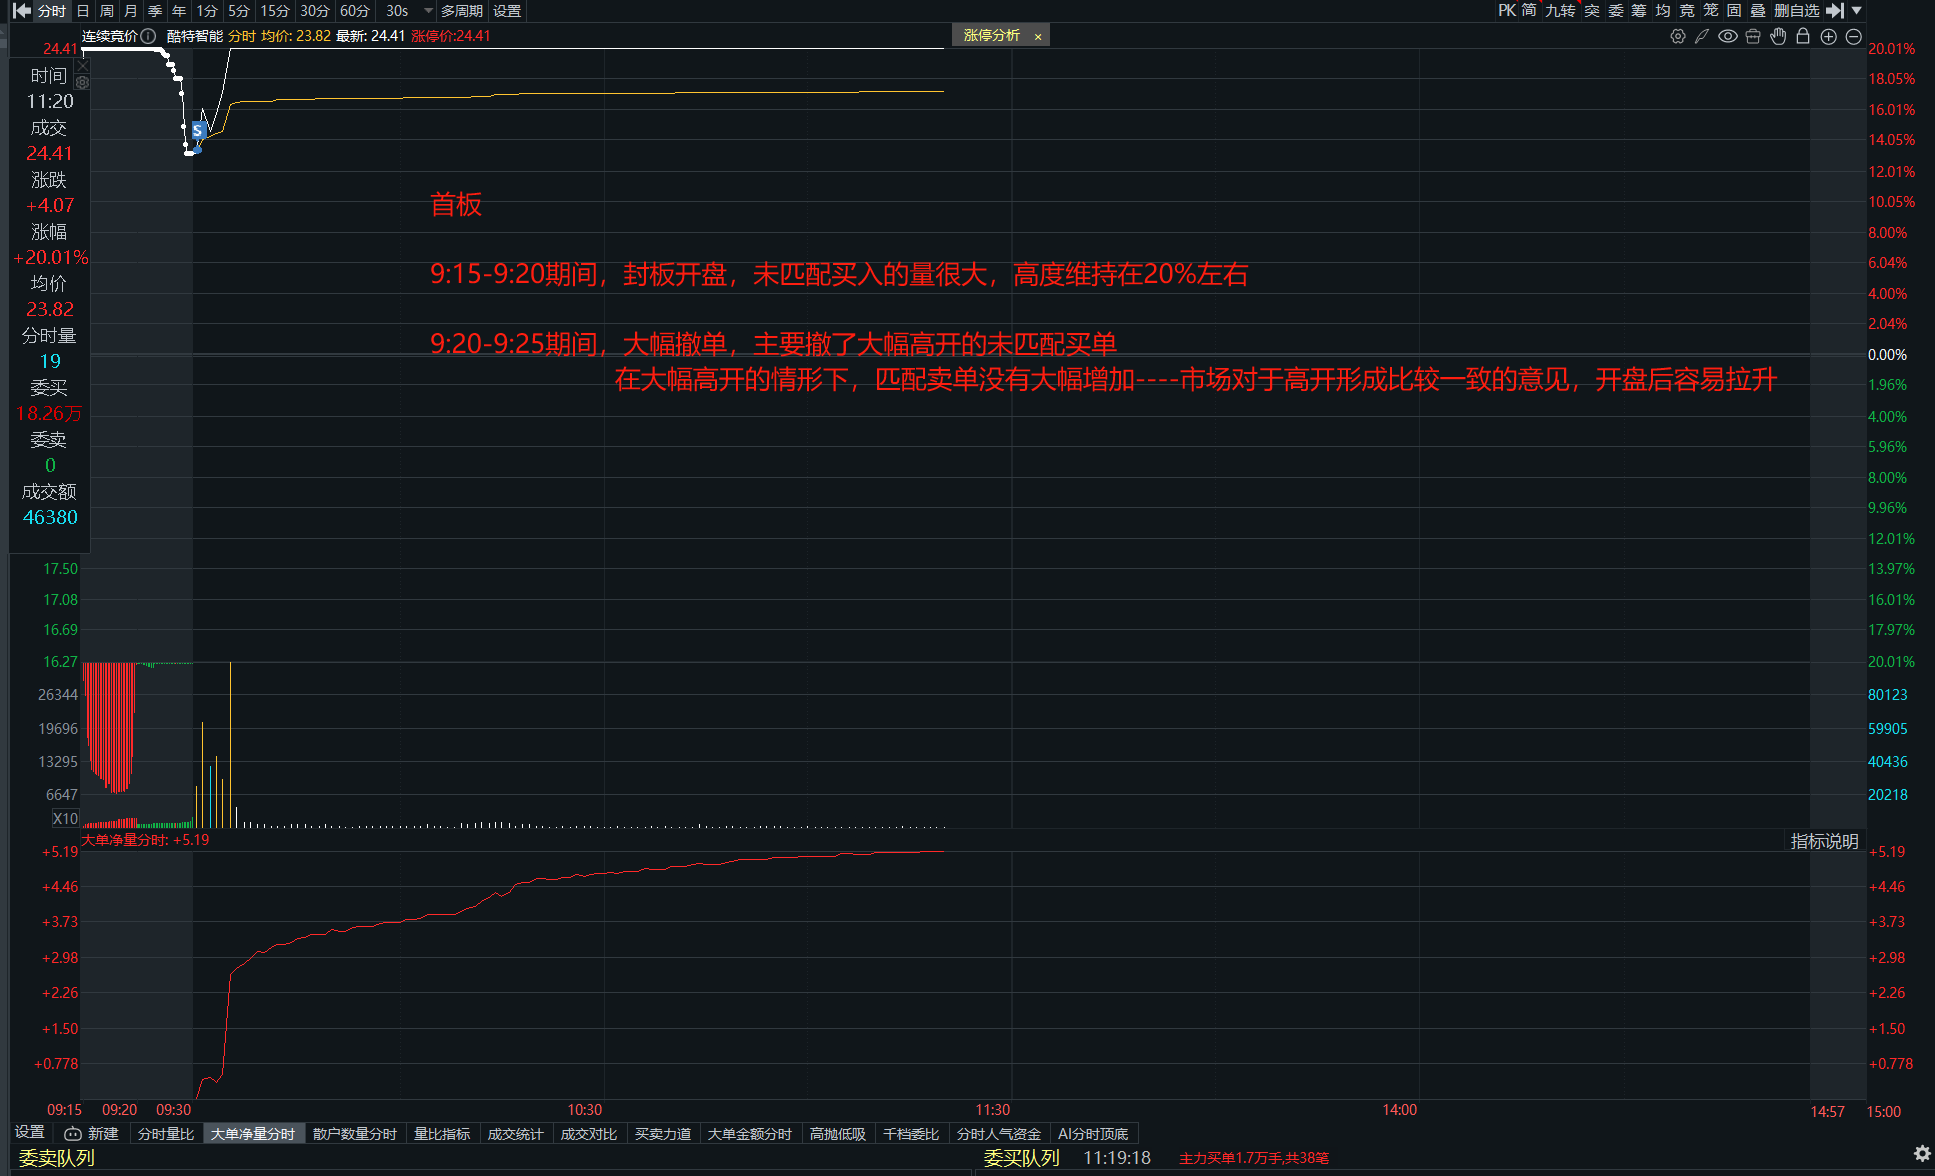 分时 日 周 月 季 年 1分 5分 15分 30分 60分 30s 多周期 设置 PK 简 九转 突 委 筹 均 竞 笼 固 叠 删自选
连续竞价 酷特智能 分时 均价: 23.82 最新: 24.41 涨停价:24.41 涨停分析 ×
24.41 20.01%
18.05%
16.01%
14.05%
12.01%
10.05%
8.00%
6.04%
4.00%
2.04%
0.00%
1.96%
4.00%
5.96%
8.00%
9.96%
12.01%
时间
11:20
成交
24.41
涨跌
+4.07
涨幅
+20.01%
均价
23.82
分时量
19
委买
18.26万
委卖
0
成交额
46380
S
首板
9:15-9:20期间，封板开盘，未匹配买入的量很大，高度维持在20%左右
9:20-9:25期间，大幅撤单，主要撤了大幅高开的未匹配买单
在大幅高开的情形下，匹配卖单没有大幅增加----市场对于高开形成比较一致的意见，开盘后容易拉升
17.50 13.97%
17.08 16.01%
16.69 17.97%
16.27 20.01%
26344 80123
19696 59905
13295 40436
6647 20218
X10
大单净量分时: +5.19 指标说明
+5.19 +5.19
+4.46 +4.46
+3.73 +3.73
+2.98 +2.98
+2.26 +2.26
+1.50 +1.50
+0.778 +0.778
09:15 09:20 09:30 10:30 11:30 14:00 14:57 15:00
设置 新建 分时量比 大单净量分时 散户数量分时 量比指标 成交统计 成交对比 买卖力道 大单金额分时 高抛低吸 千档委比 分时人气资金 AI分时顶底
委卖队列 委买队列 11:19:18 主力买单1.7万手,共38笔